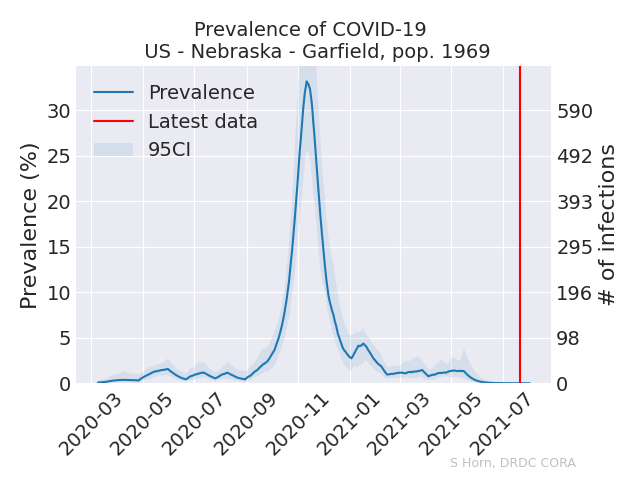 Prevalence of COVID-19
US - Nebraska - Garfield, pop. 1969
Prevalence
Latest data
95CI
Prevalence (%)
30
25
20
15
10
5
0
590
492
393
295
196
98
0
# of infections
2020-03
2020-05
2020-07
2020-09
2020-11
2021-01
2021-03
2021-05
2021-07
S Horn, DRDC CORA